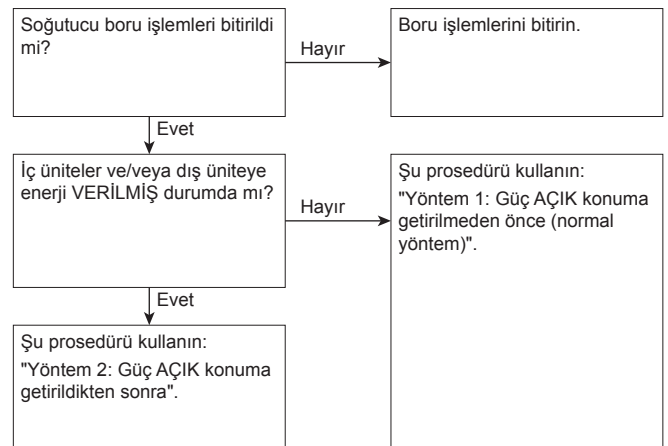 Soğutucu boru işlemleri bitirildi
mi?
Hayır
Boru işlemlerini bitirin.
Evet
İç üniteler ve/veya dış üniteye
enerji VERİLMİŞ durumda mı?
Hayır
Şu prosedürü kullanın:
"Yöntem 1: Güç AÇIK konuma
getirilmeden önce (normal
yöntem)".
Evet
Şu prosedürü kullanın:
"Yöntem 2: Güç AÇIK konuma
getirildikten sonra".